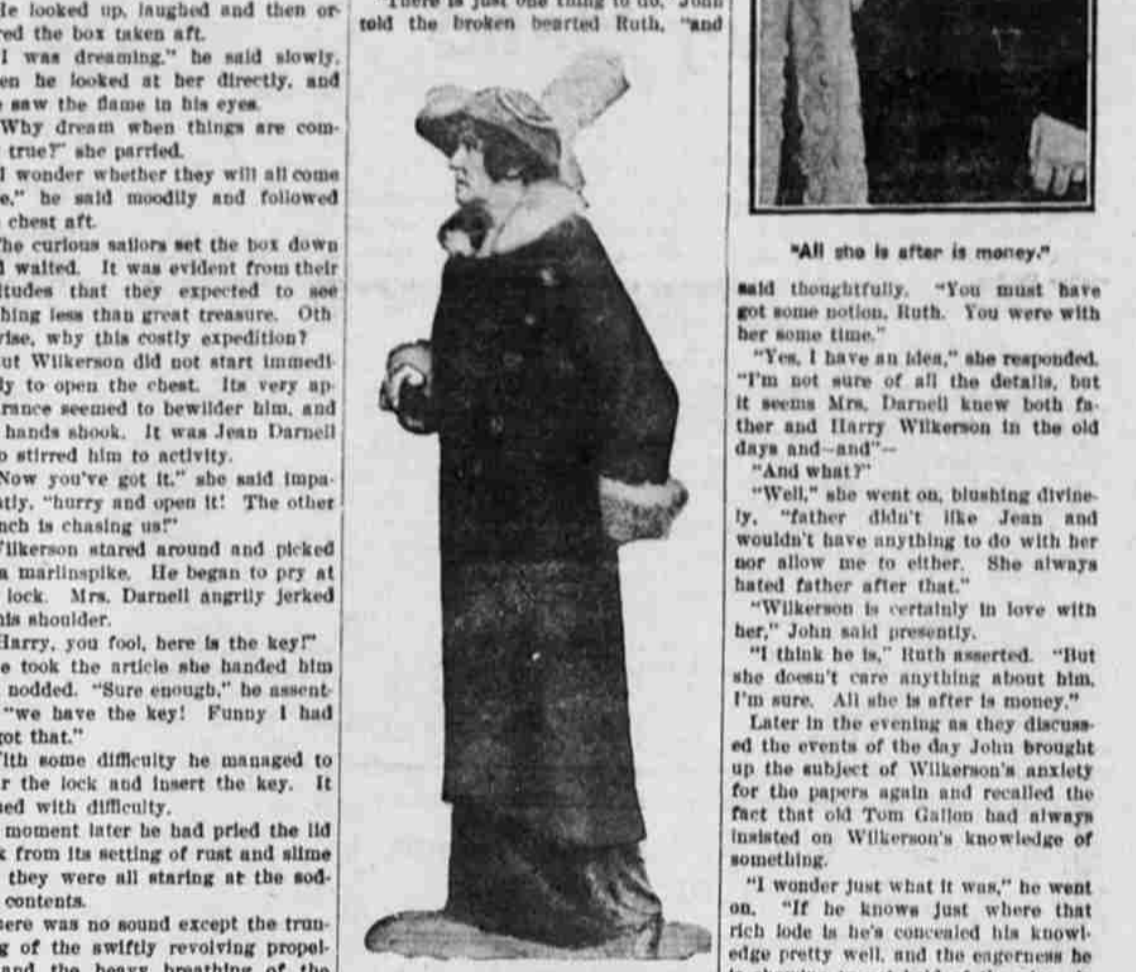 He looked up, laughed and then or-
red the box taken aft.
I was dreaming," he said slowly.
en he looked at her directly, and
saw the flame in his eyes.
Why dream when things are com-
true?" she parried.
I wonder whether they will all come
e," he said moodily and followed
chest aft.
he curious sailors set the box down
d waited. It was evident from their
itudes that they expected to see
hing less than great treasure. Oth
rise, why this costly expedition?
ut Wilkerson did not start immedi-
ly to open the chest. Its very ap-
rance seemed to bewilder him, and
hands shook. It was Jean Darnell
o stirred him to activity.
Now you've got it," she said impa-
tly, "hurry and open it! The other
nch is chasing us!"
Wilkerson stared around and picked
a marlinspike. He began to pry at
lock. Mrs. Darnell angrily jerked
his shoulder.
Harry, you fool, here is the key!"
e took the article she handed him
nodded. "Sure enough," he assent-
"we have the key! Funny I had
got that."
ith some difficulty he managed to
r the lock and insert the key. It
ned with difficulty.
moment later he had pried the lid
k from its setting of rust and slime
they were all staring at the sod-
contents.
ere was no sound except the trun-
g of the swiftly revolving propel-
and the heavy breathing of the
"There is just one thing to do," John
told the broken bearted Ruth, "and
"All she is after is money."
said thoughtfully. "You must have
got some notion, Ruth. You were with
her some time."
"Yes, I have an idea," she responded.
"I'm not sure of all the details, but
it seems Mrs. Darnell knew both fa-
ther and Harry Wilkerson in the old
days and—and"—
"And what?"
"Well," she went on, blushing divine-
ly, "father didn't like Jean and
wouldn't have anything to do with her
nor allow me to either. She always
hated father after that."
"Wilkerson is certainly in love with
her," John said presently.
"I think he is," Ruth asserted. "But
she doesn't care anything about him,
I'm sure. All she is after is money."
Later in the evening as they discuss-
ed the events of the day John brought
up the subject of Wilkerson's anxiety
for the papers again and recalled the
fact that old Tom Gallon had always
insisted on Wilkerson's knowledge of
something.
"I wonder just what it was," he went
on. "If he knows just where that
rich lode is he's concealed his knowl-
edge pretty well, and the eagerness he